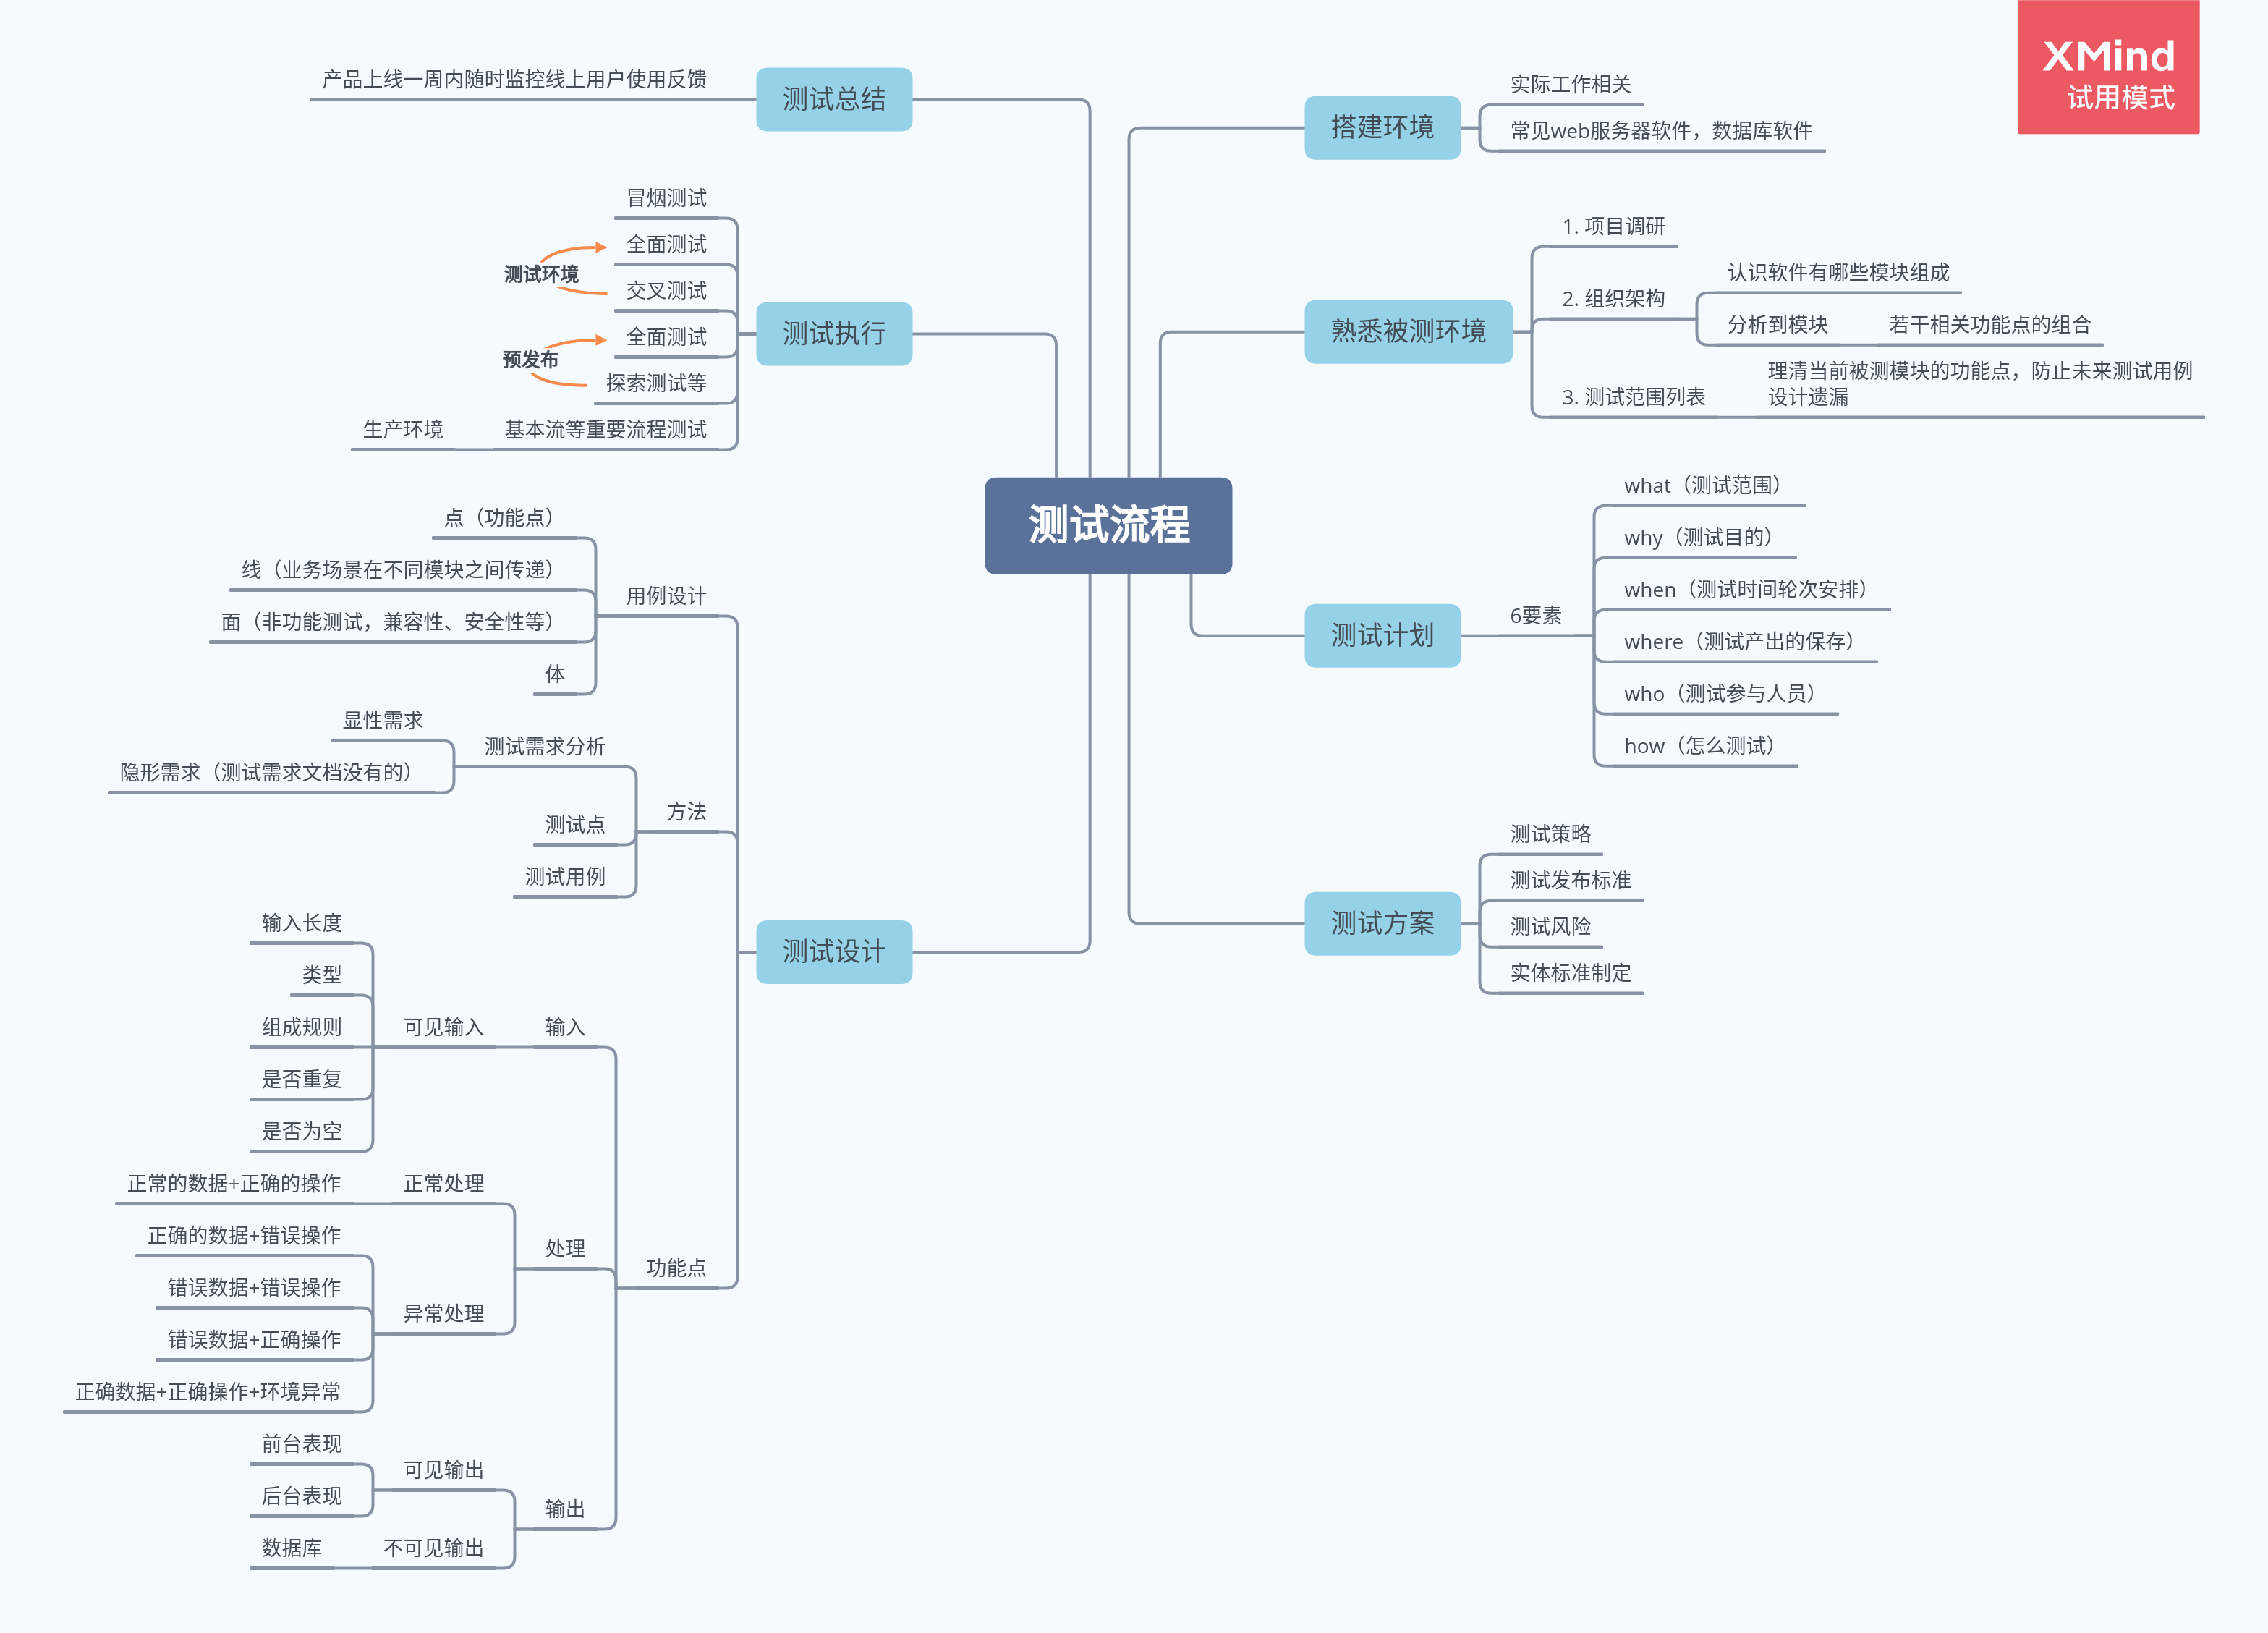 XMind
试用模式
测试流程
搭建环境
实际工作相关
常见web服务器软件，数据库软件
熟悉被测环境
1. 项目调研
2. 组织架构
认识软件有哪些模块组成
分析到模块
若干相关功能点的组合
3. 测试范围列表
理清当前被测模块的功能点，防止未来测试用例
设计遗漏
测试计划
6要素
what（测试范围）
why（测试目的）
when（测试时间轮次安排）
where（测试产出的保存）
who（测试参与人员）
how（怎么测试）
测试方案
测试策略
测试发布标准
测试风险
实体标准制定
测试设计
用例设计
点（功能点）
线（业务场景在不同模块之间传递）
面（非功能测试，兼容性、安全性等）
体
方法
测试需求分析
显性需求
隐形需求（测试需求文档没有的）
测试点
测试用例
功能点
输入
可见输入
输入长度
类型
组成规则
是否重复
是否为空
处理
正常处理
正常的数据+正确的操作
异常处理
正确的数据+错误操作
错误数据+错误操作
错误数据+正确操作
正确数据+正确操作+环境异常
输出
可见输出
前台表现
后台表现
不可见输出
数据库
测试执行
冒烟测试
全面测试
测试环境
交叉测试
全面测试
预发布
探索测试等
基本流等重要流程测试
生产环境
测试总结
产品上线一周内随时监控线上用户使用反馈